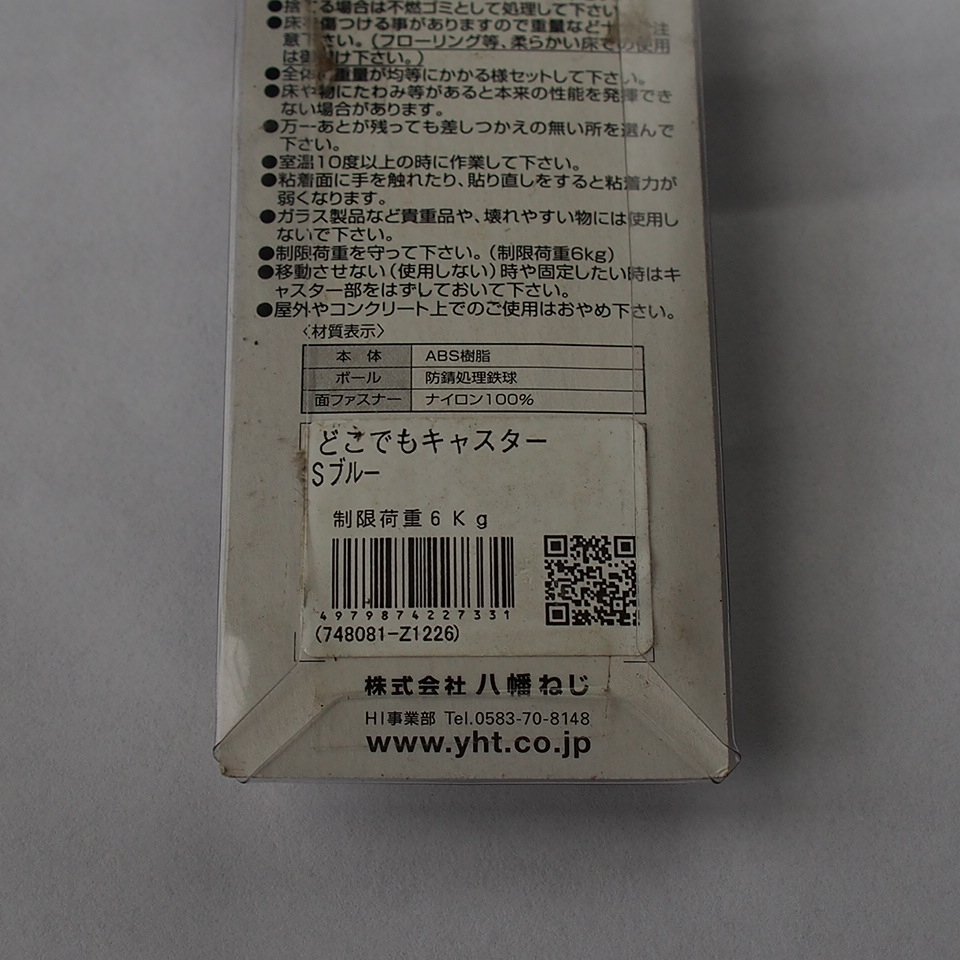 ●捨てる場合は不燃ゴミとして処理して下さい
●床を傷つける事がありますので重量など十分注
意下さい。(フローリング等、柔らかい床での使用
は御避け下さい。)
●全体に重量が均等にかかる様セットして下さい。
●床や物にたわみ等があると本来の性能を発揮でき
ない場合があります。
●万一あとが残っても差しつかえの無い所を選んで
下さい。
●室温10度以上の時に作業して下さい。
●粘着面に手を触れたり、貼り直しをすると粘着力が
弱くなります。
●ガラス製品など貴重品や、壊れやすい物には使用し
ないで下さい。
●制限荷重を守って下さい。(制限荷重6kg)
●移動させない(使用しない)時や固定したい時はキ
ャスター部をはずしておいて下さい。
●屋外やコンクリート上でのご使用はおやめ下さい。
〈材質表示〉
本体 ABS樹脂
ボール 防錆処理鉄球
面ファスナー ナイロン100%
どこでもキャスター
Sブルー
制限荷重6Kg
4979874227331
(748081-Z1226)
株式会社 八幡ねじ
HI事業部 Tel.0583-70-8148
www.yht.co.jp